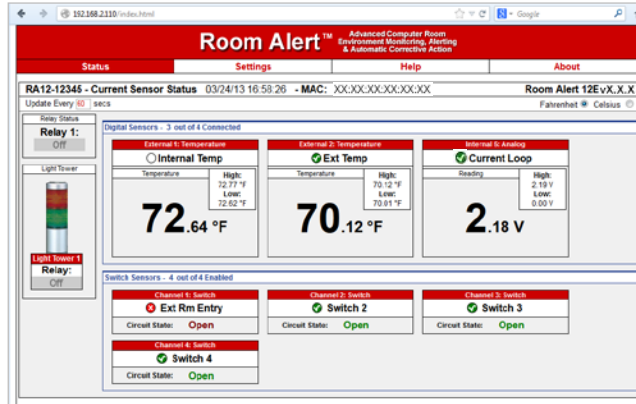 192.168.2.110/index.html
Google
Room Alert™
Advanced Computer Room
Environment Monitoring, Alerting
& Automatic Corrective Action
Status Settings Help About
RA12-12345 - Current Sensor Status 03/24/13 16:58:26 - MAC: XX:XX:XX:XX:XX:XX Room Alert 12E vX.X.X
Update Every 60 secs Fahrenhet Celsius
Relay Status
Relay 1:
Off
Light Tower
Light Tower 1
Relay:
Off
Digital Sensors - 3 out of 4 Connected
External 1: Temperature
Internal Temp
Temperature
High:
72.77 °F
Low:
72.62 °F
72.64 °F
External 2: Temperature
Ext Temp
Temperature
High:
70.12 °F
Low:
70.01 °F
70.12 °F
Internal 5: Analog
Current Loop
Reading
High:
2.19 V
Low:
0.00 V
2.18 V
Switch Sensors - 4 out of 4 Enabled
Channel 1: Switch
Ext Rm Entry
Circuit State: Open
Channel 2: Switch
Switch 2
Circuit State: Open
Channel 3: Switch
Switch 3
Circuit State: Open
Channel 4: Switch
Switch 4
Circuit State: Open